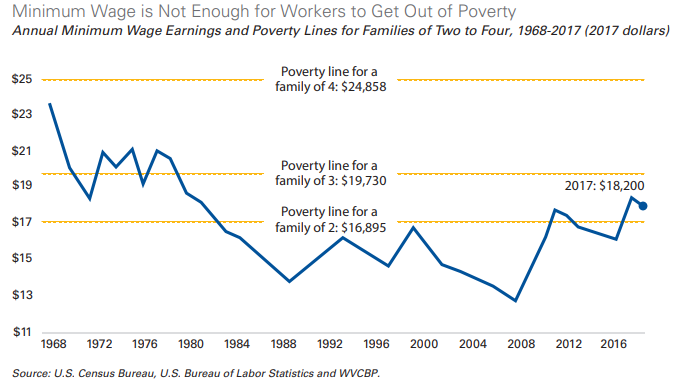 Minimum Wage is Not Enough for Workers to Get Out of Poverty
Annual Minimum Wage Earnings and Poverty Lines for Families of Two to Four, 1968-2017 (2017 dollars)
$25
Poverty line for a
family of 4: $24,858
$23
$21
Poverty line for a
family of 3: $19,730
$19
2017: $18,200
Poverty line for a
family of 2: $16,895
$17
$15
$13
$11
1968 1972 1976 1980 1984 1988 1992 1996 2000 2004 2008 2012 2016
Source: U.S. Census Bureau, U.S. Bureau of Labor Statistics and WVCBP.